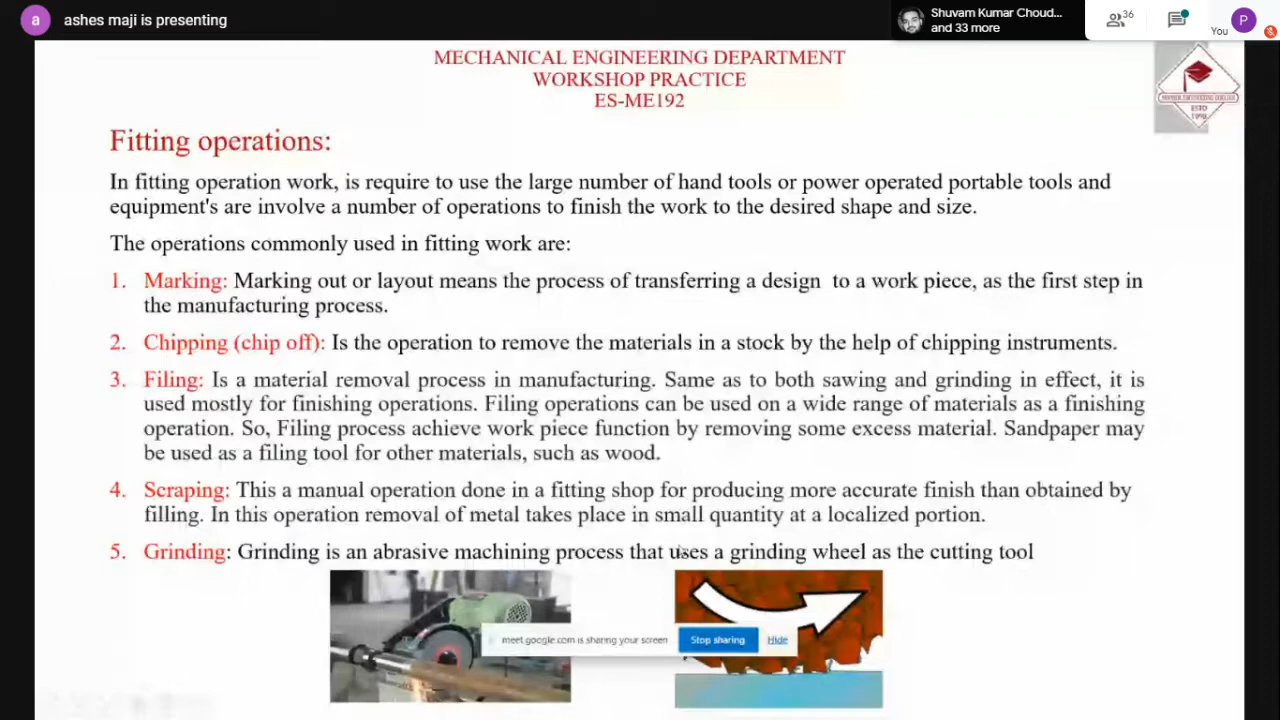 a ashes maji is presenting
Shuvam Kumar Choud...
and 33 more
36
You
P
MECHANICAL ENGINEERING DEPARTMENT
WORKSHOP PRACTICE
ES-ME192
ESTD
1998
Fitting operations:
In fitting operation work, is require to use the large number of hand tools or power operated portable tools and
equipment's are involve a number of operations to finish the work to the desired shape and size.
The operations commonly used in fitting work are:
1. Marking: Marking out or layout means the process of transferring a design to a work piece, as the first step in
the manufacturing process.
2. Chipping (chip off): Is the operation to remove the materials in a stock by the help of chipping instruments.
3. Filing: Is a material removal process in manufacturing. Same as to both sawing and grinding in effect, it is
used mostly for finishing operations. Filing operations can be used on a wide range of materials as a finishing
operation. So, Filing process achieve work piece function by removing some excess material. Sandpaper may
be used as a filing tool for other materials, such as wood.
4. Scraping: This a manual operation done in a fitting shop for producing more accurate finish than obtained by
filling. In this operation removal of metal takes place in small quantity at a localized portion.
5. Grinding: Grinding is an abrasive machining process that uses a grinding wheel as the cutting tool
meet.google.com is sharing your screen Stop sharing Hide